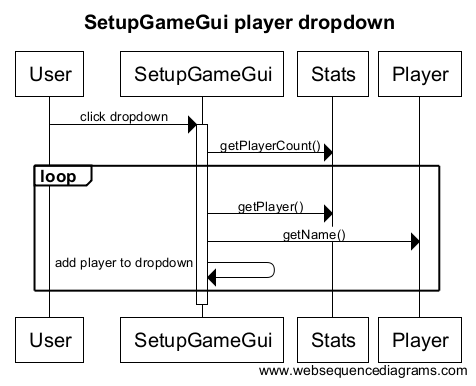 SetupGameGui player dropdown
User SetupGameGui Stats Player
click dropdown
getPlayerCount()
loop
getPlayer()
getName()
add player to dropdown
User SetupGameGui Stats Player
www.websequencediagrams.com